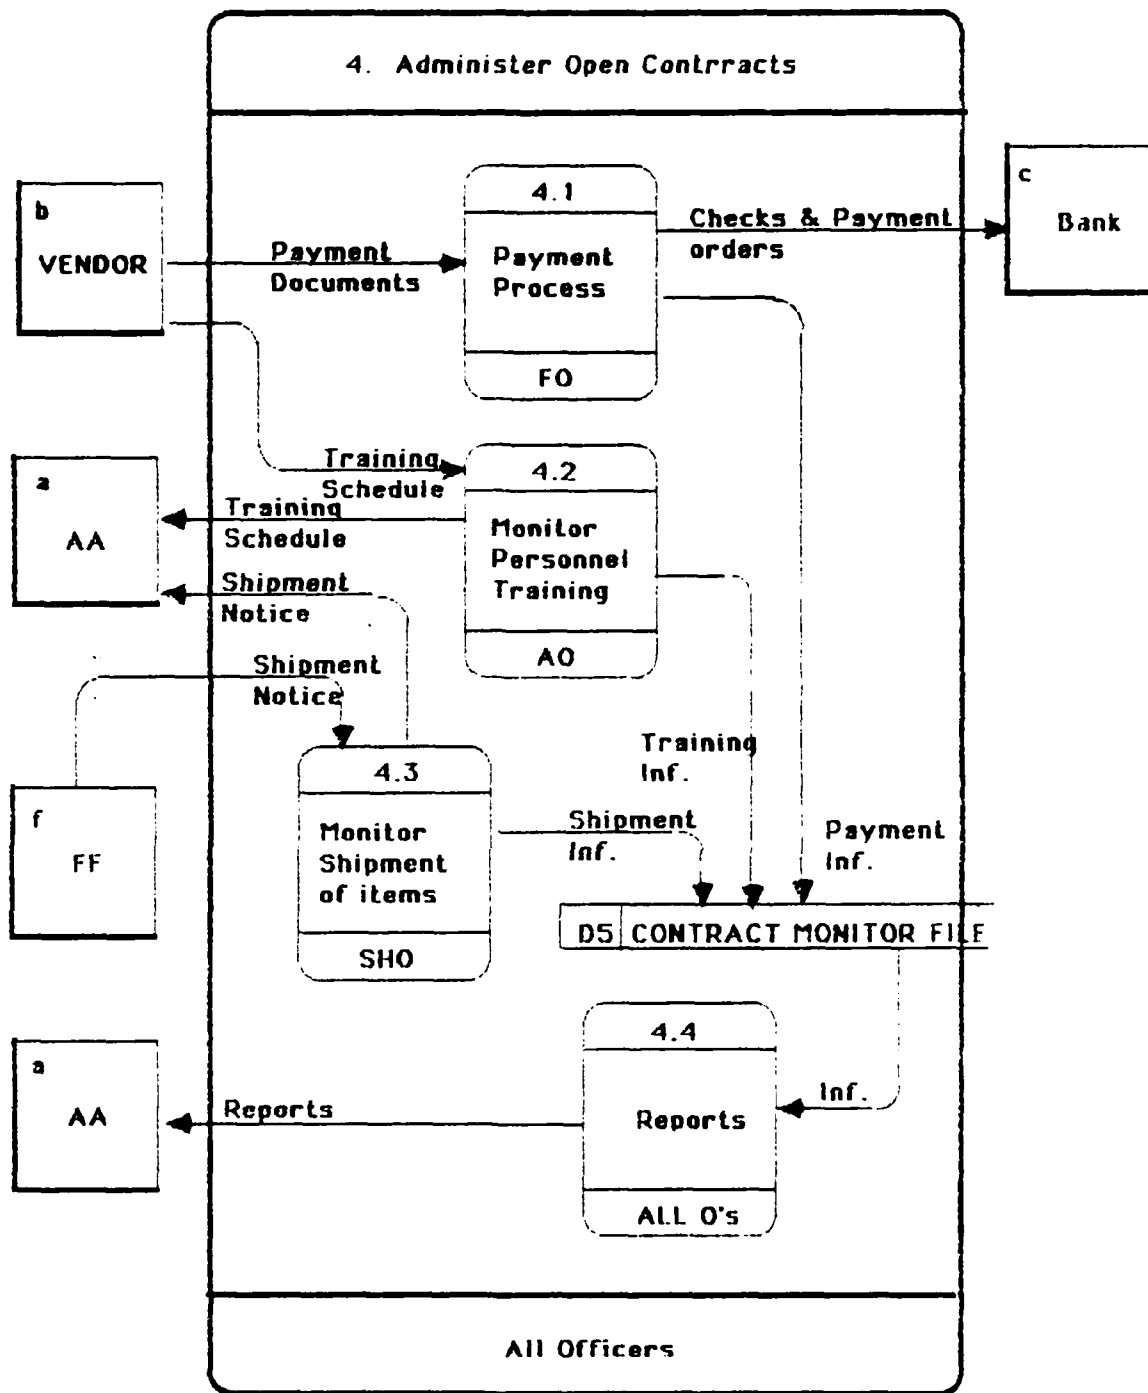 4. Administer Open Contrracts
b
VENDOR
Payment
Documents
4.1
Payment
Process
FO
Checks & Payment
orders
c
Bank
Training
Schedule
4.2
Monitor
Personnel
Training
AO
a
AA
Training
Schedule
Shipment
Notice
Shipment
Notice
4.3
Monitor
Shipment
of items
SHO
f
FF
Training
Inf.
Shipment
Inf.
Payment
Inf.
D5 CONTRACT MONITOR FILE
4.4
Reports
ALL O's
Inf.
a
AA
Reports
All Officers